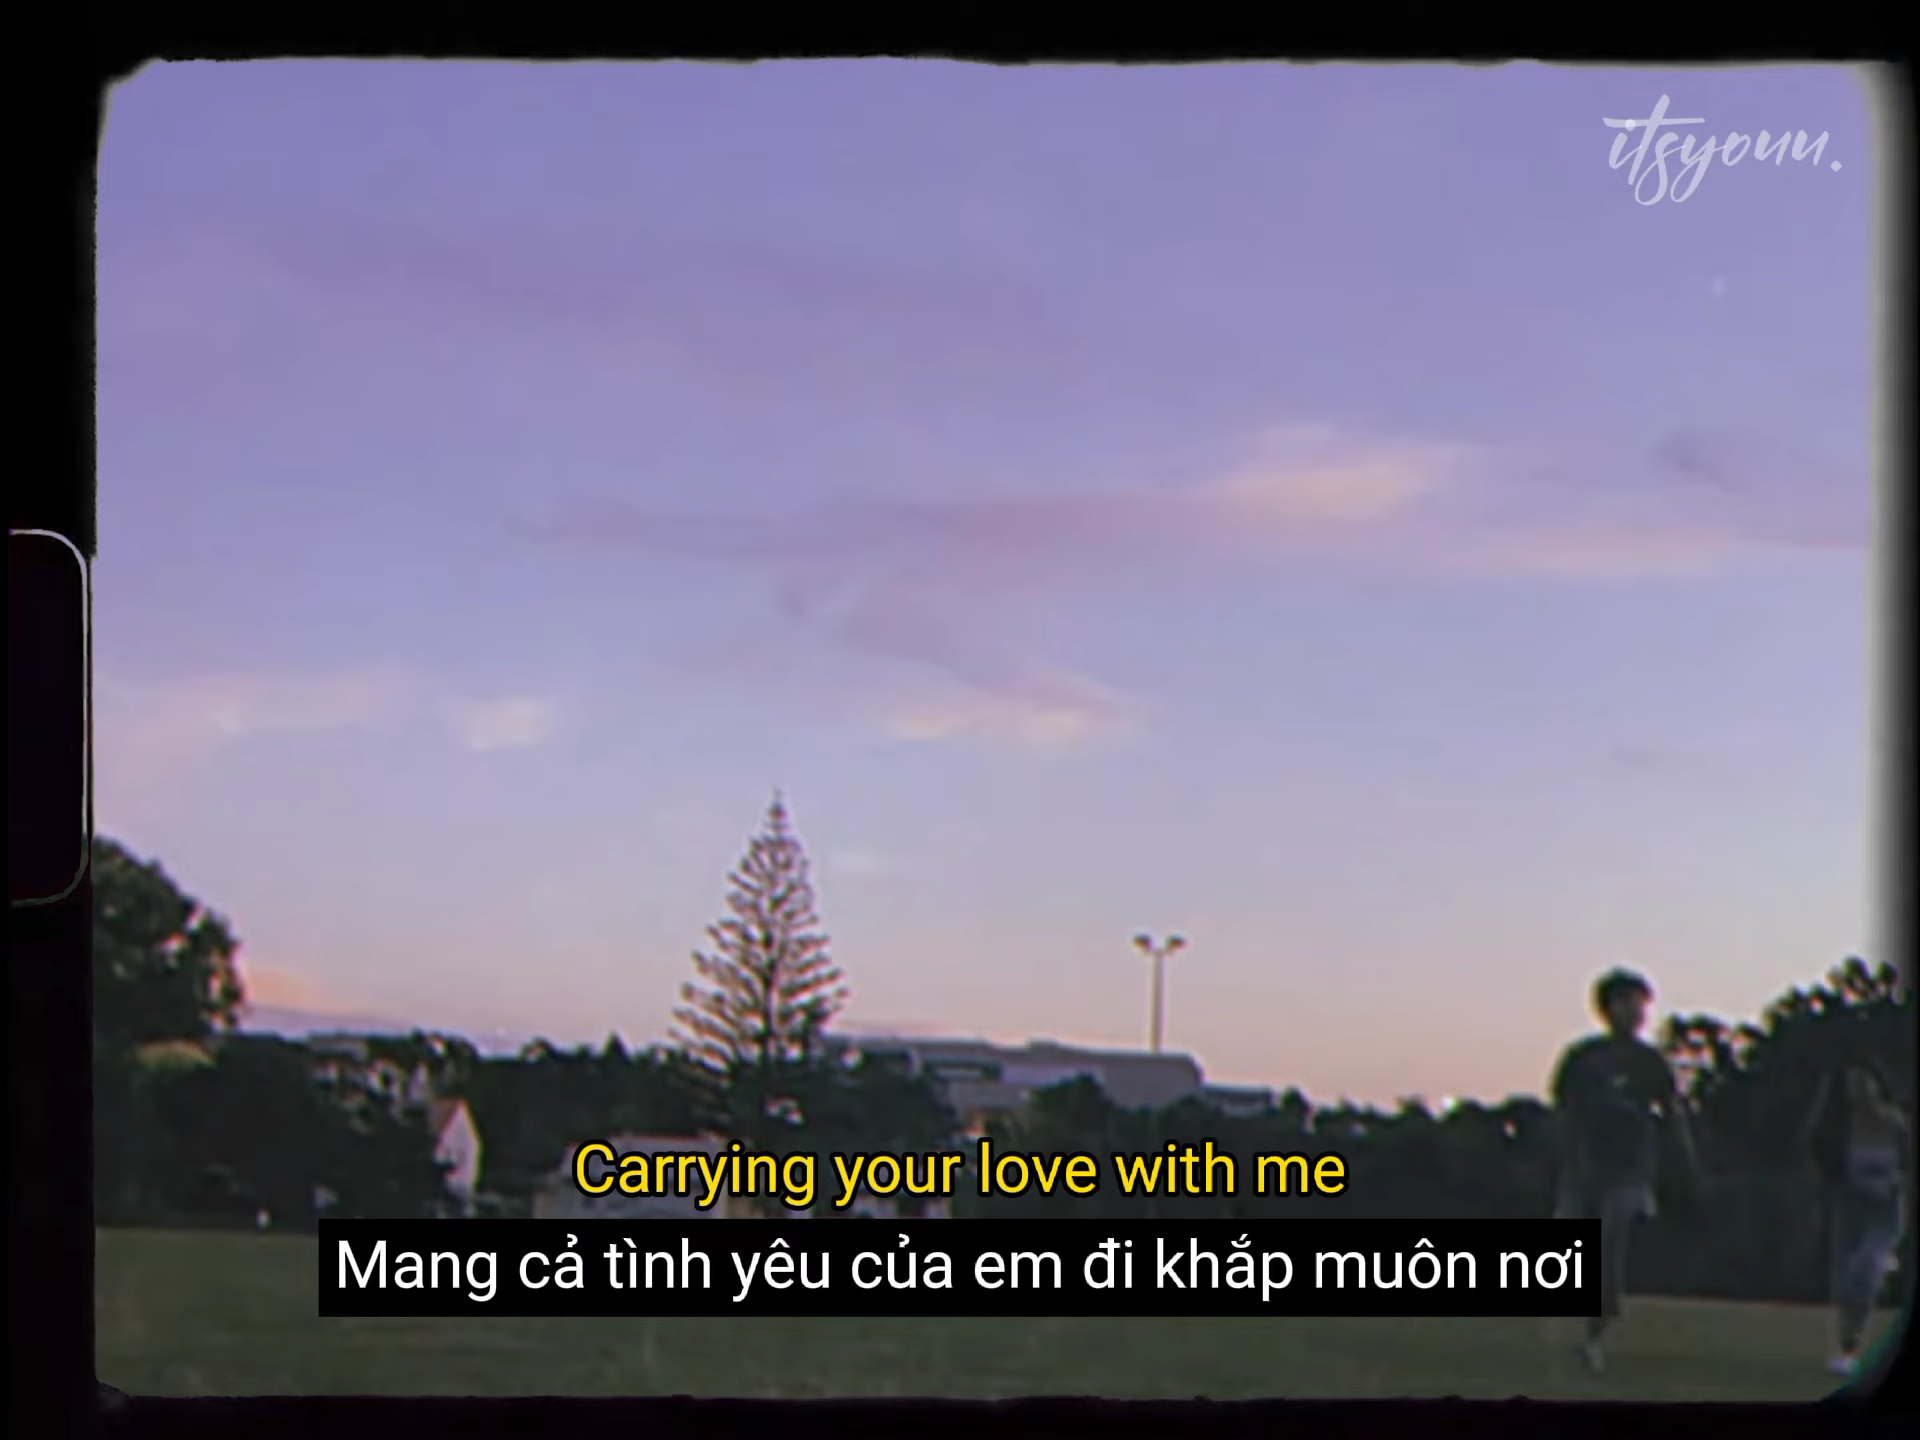 itsyouu.
Carrying your love with me
Mang cả tình yêu của em đi khắp muôn nơi